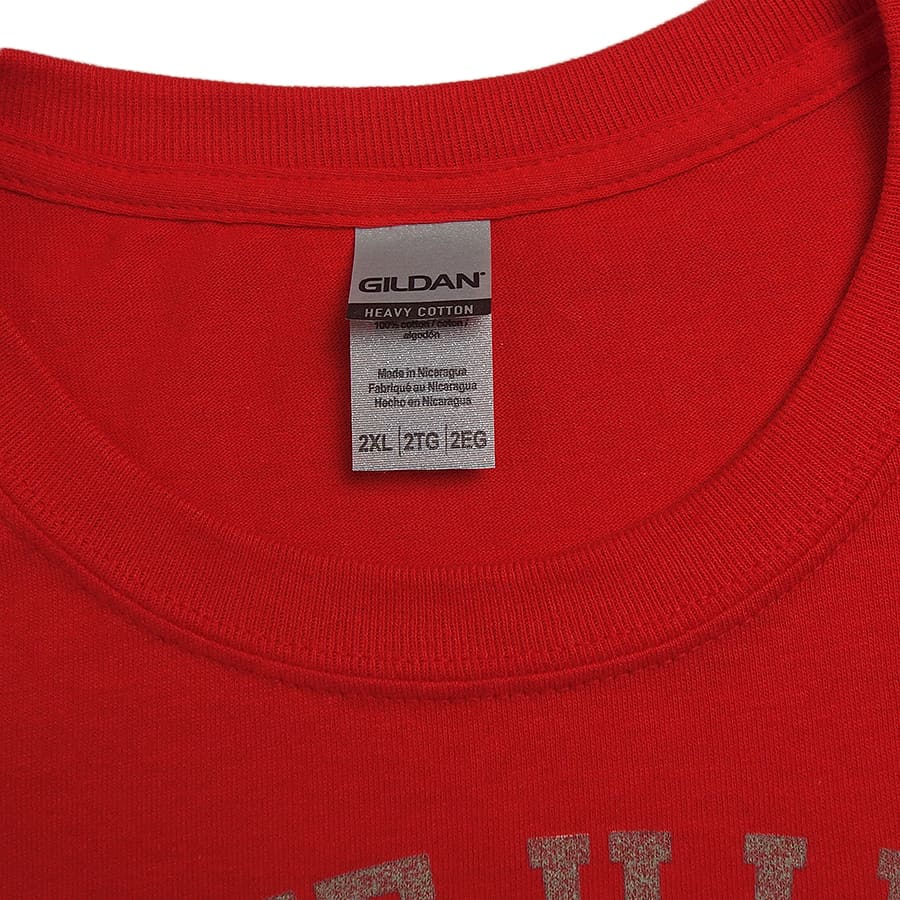 GILDAN
HEAVY COTTON
100% cotton / coton /
algodón
Made in Nicaragua
Fabriqué au Nicaragua
Hecho en Nicaragua
2XL | 2TG | 2EG